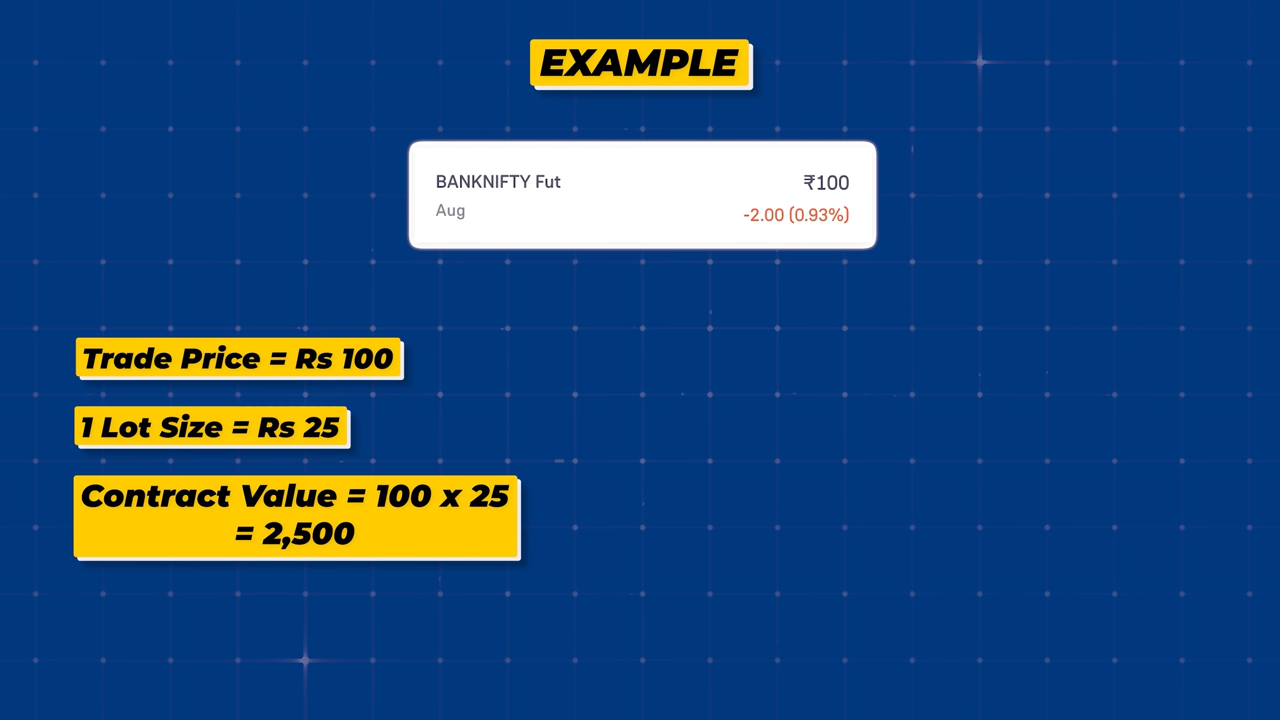 EXAMPLE
BANKNIFTY Fut ₹100
Aug -2.00 (0.93%)
Trade Price = Rs 100
1 Lot Size = Rs 25
Contract Value = 100 x 25
= 2,500